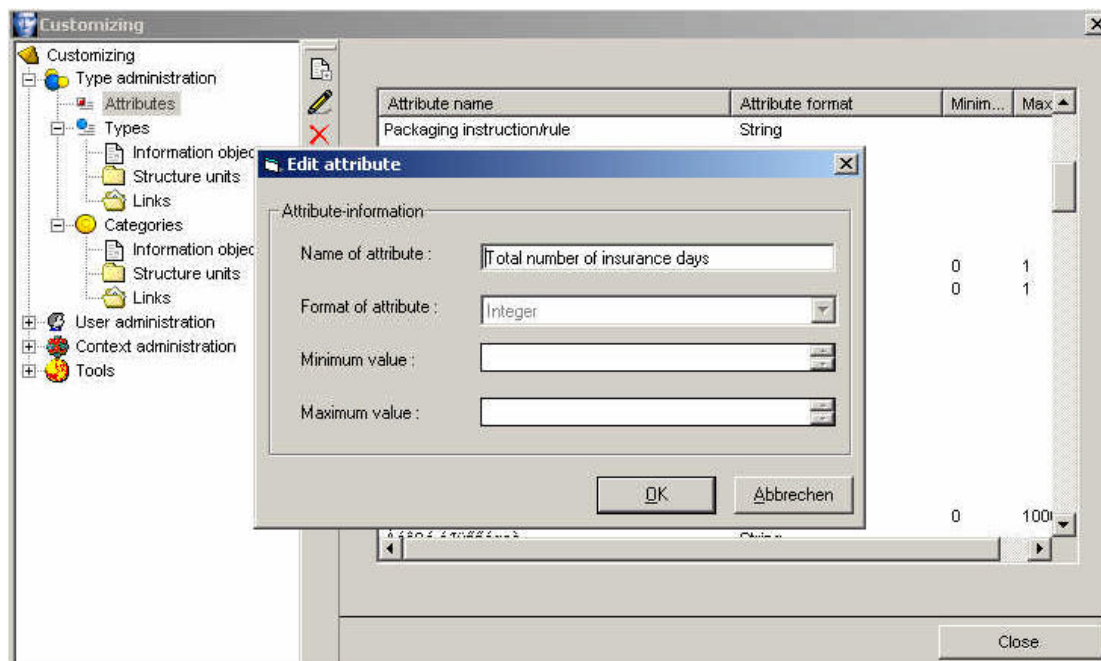 Customizing
Customizing
Type administration
Attributes
Types
Information objec
Structure units
Links
Categories
Information objec
Structure units
Links
User administration
Context administration
Tools
Attribute name Attribute format Minim... Max
Packaging instruction/rule String
0 1
0 1
0 100
String
Edit attribute
Attribute-information
Name of attribute : Total number of insurance days
Format of attribute : Integer
Minimum value :
Maximum value :
OK Abbrechen
Close